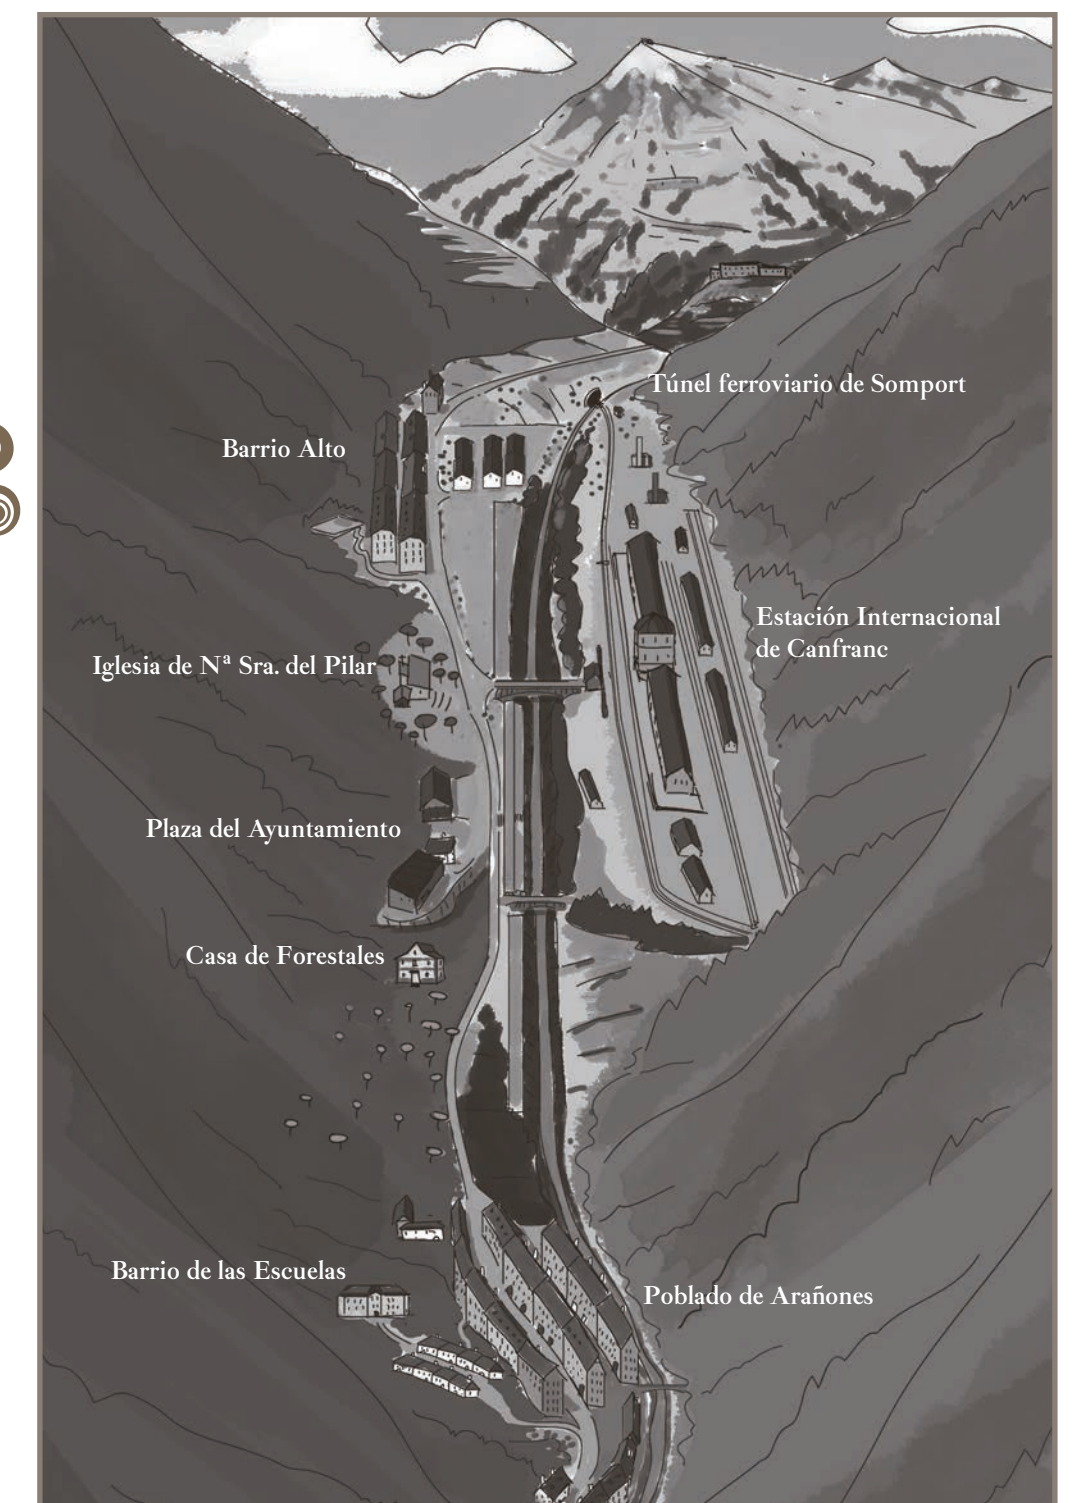 Túnel ferroviario de Somport
Barrio Alto
Estación Internacional
de Canfranc
Iglesia de Nª Sra. del Pilar
Plaza del Ayuntamiento
Casa de Forestales
Barrio de las Escuelas
Poblado de Arañones